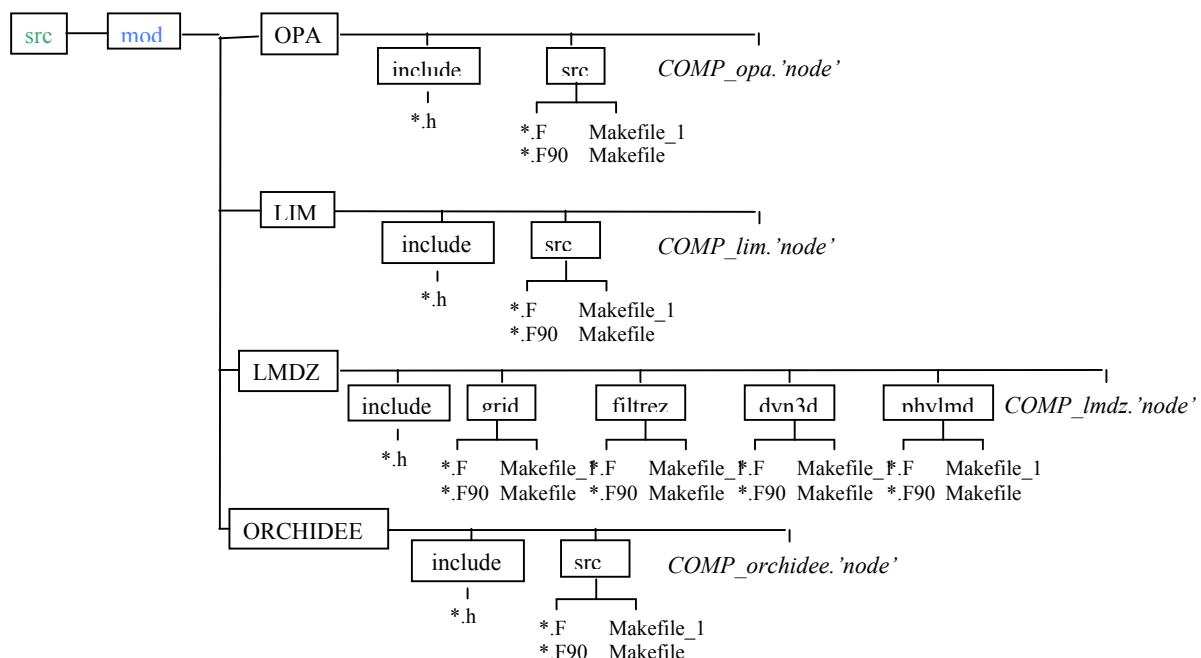 src mod OPA
include src COMP_opa.’node’
*.h
*.F Makefile_1
*.F90 Makefile
LIM
include src COMP_lim.’node’
*.h
*.F Makefile_1
*.F90 Makefile
LMDZ
include grid filtrez dyn3d phylmd COMP_lmdz.’node’
*.h
*.F Makefile_1 *.F Makefile_1 *.F Makefile_1 *.F Makefile_1
*.F90 Makefile *.F90 Makefile *.F90 Makefile *.F90 Makefile
ORCHIDEE
include src COMP_orchidee.’node’
*.h
*.F Makefile_1
*.F90 Makefile